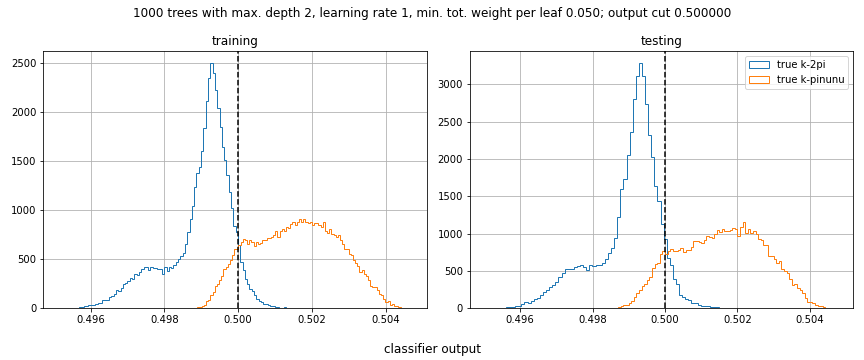 1000 trees with max. depth 2, learning rate 1, min. tot. weight per leaf 0.050; output cut 0.500000
training
2500
2000
1500
1000
500
0
0.496 0.498 0.500 0.502 0.504
testing
true k-2pi
true k-pinunu
3000
2500
2000
1500
1000
500
0
0.496 0.498 0.500 0.502 0.504
classifier output